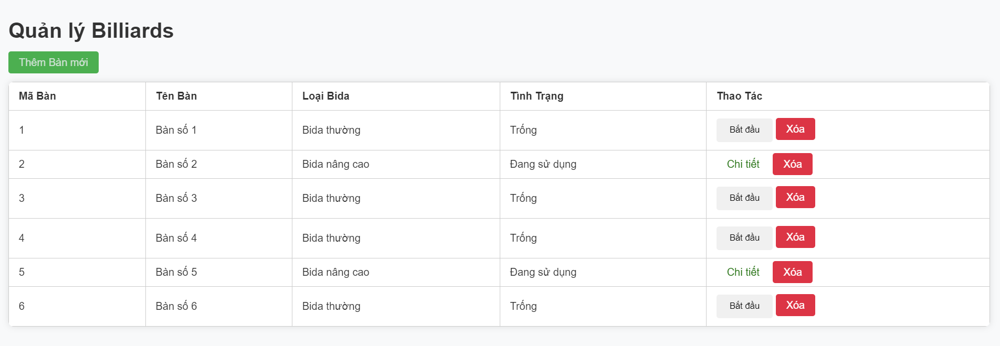 Quản lý Billiards
Thêm Bàn mới
Mã Bàn Tên Bàn Loại Bida Tình Trạng Thao Tác
1 Bàn số 1 Bida thường Trống Bắt đầu Xóa
2 Bàn số 2 Bida nâng cao Đang sử dụng Chi tiết Xóa
3 Bàn số 3 Bida thường Trống Bắt đầu Xóa
4 Bàn số 4 Bida thường Trống Bắt đầu Xóa
5 Bàn số 5 Bida nâng cao Đang sử dụng Chi tiết Xóa
6 Bàn số 6 Bida thường Trống Bắt đầu Xóa